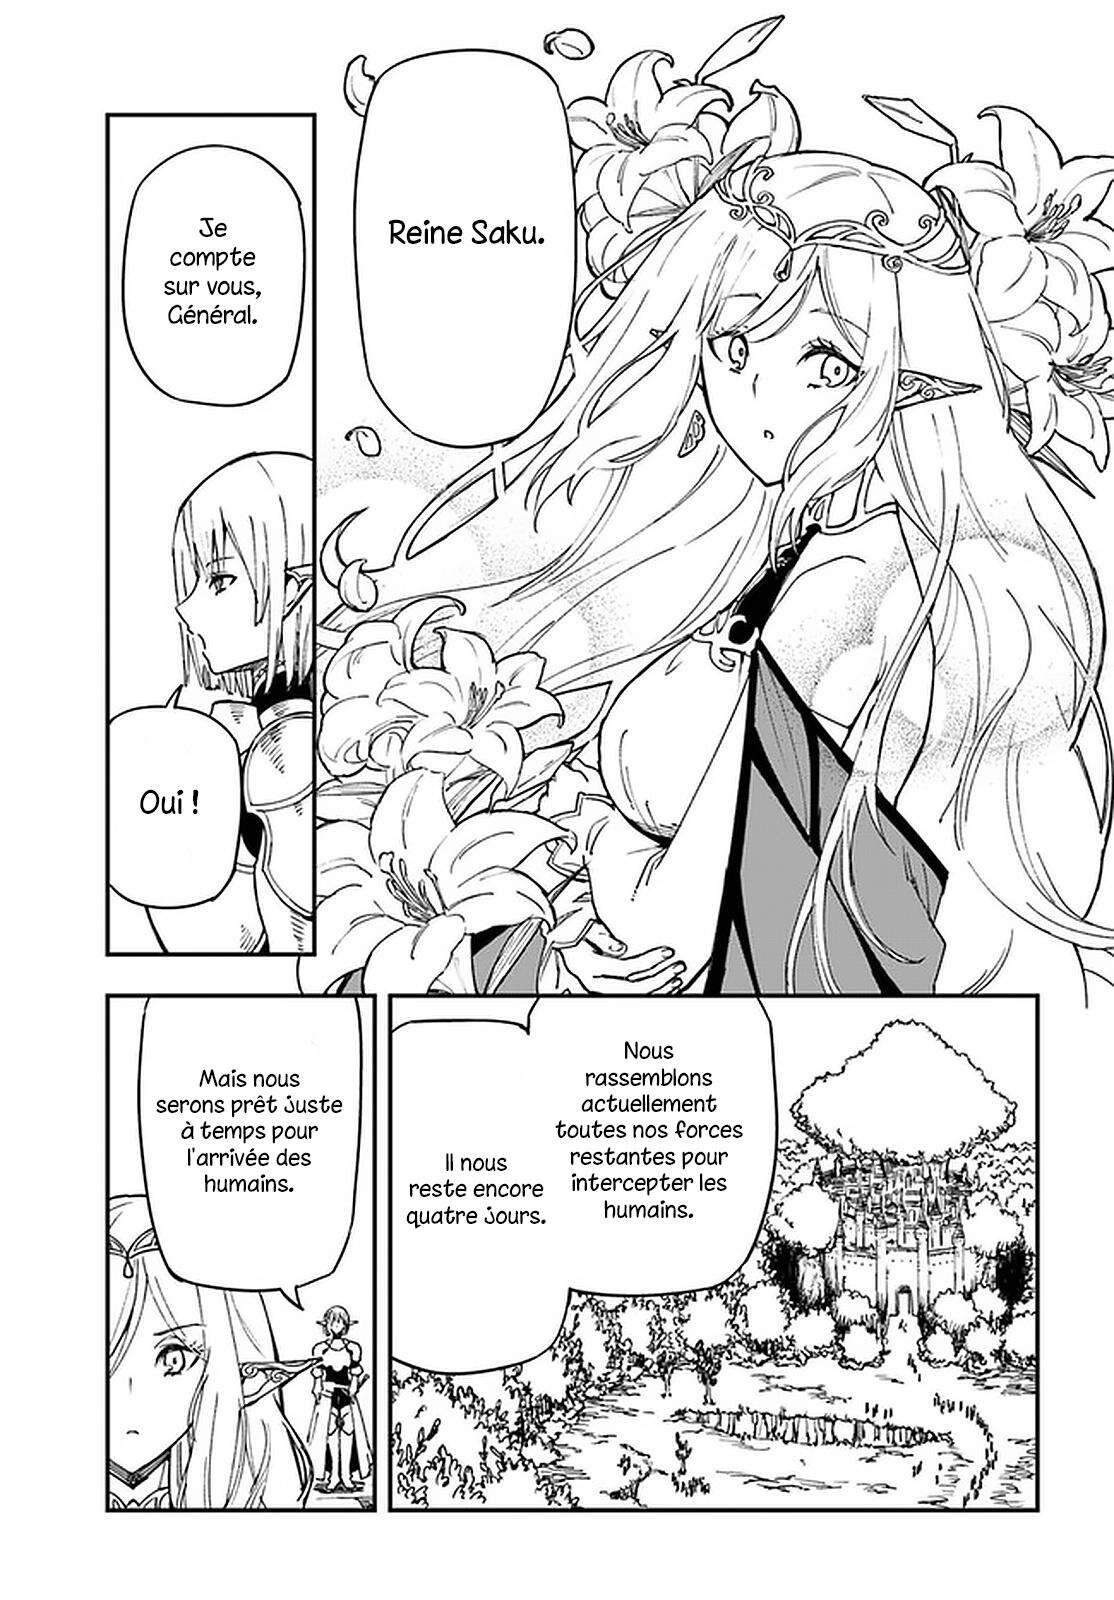 Reine Saku.
Je
compte
sur vous,
Général.
Oui !
Nous
rassemblons
actuellement
toutes nos forces
restantes pour
intercepter les
humains.
Il nous
reste encore
quatre jours.
Mais nous
serons prêt juste
à temps pour
l'arrivée des
humains.